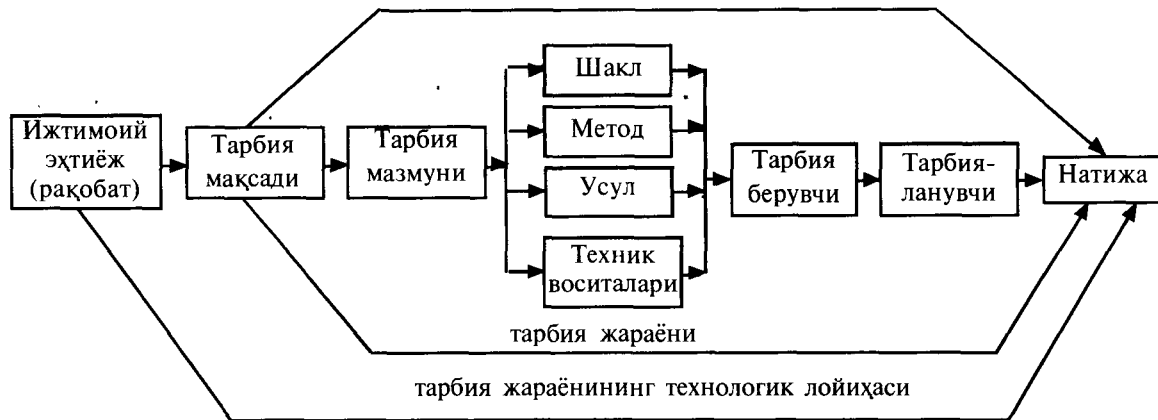 Ижтимоий
эҳтиёж
(рақобат)
Тарбия
мақсади
Тарбия
мазмуни
Шакл
Метод
Усул
Техник
воситалари
Тарбия
берувчи
Тарбия-
ланувчи
Натижа
тарбия жараёни
тарбия жараёнининг технологик лойиҳаси